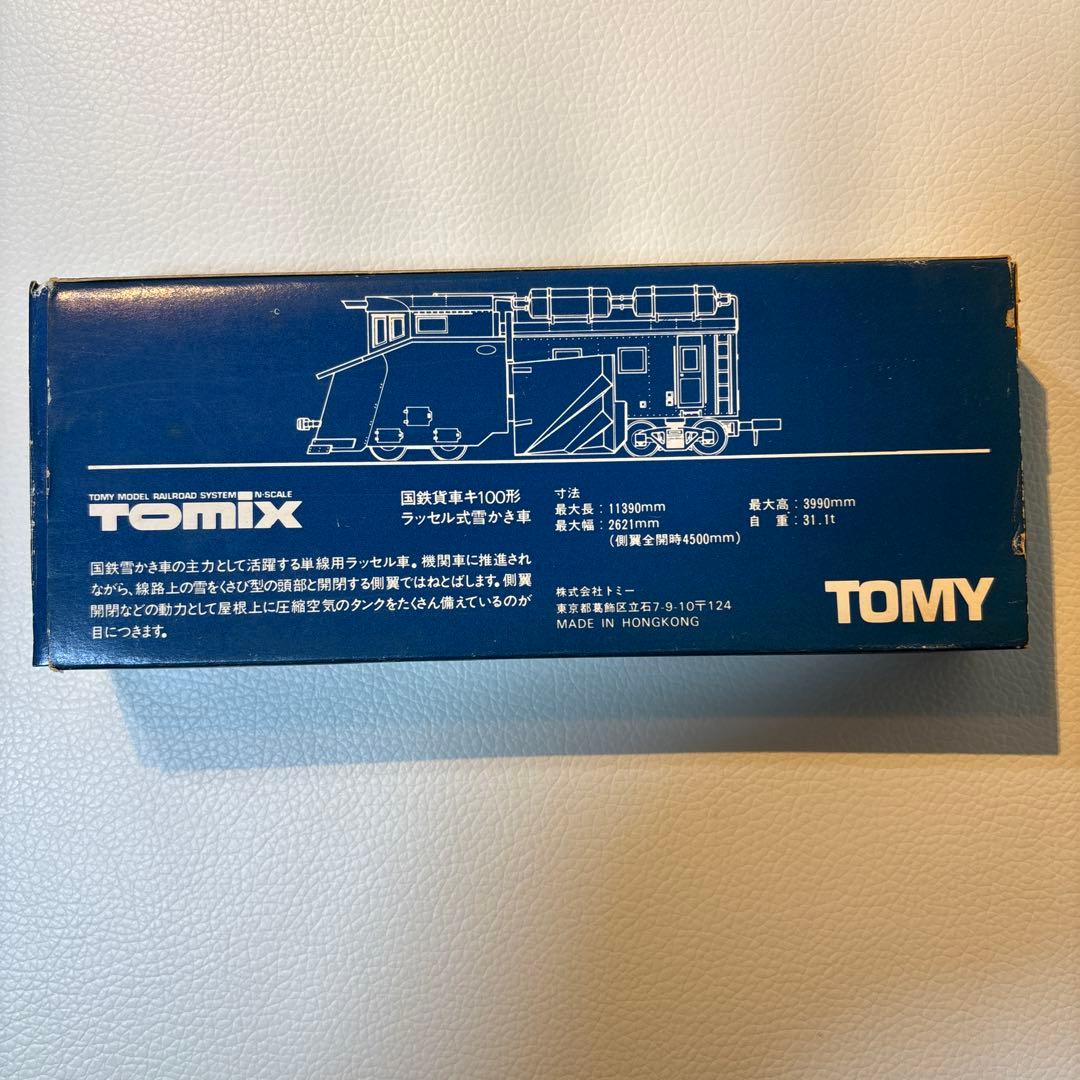 TOMY MODEL RAILROAD SYSTEM N-SCALE
TOMIX
国鉄貨車キ100形
ラッセル式雪かき車
国鉄雪かき車の主力として活躍する単線用ラッセル車。機関車に推進され
ながら、線路上の雪をくさび型の頭部と開閉する側翼ではねとばします。側翼
開閉などの動力として屋根上に圧縮空気のタンクをたくさん備えているのが
目につきます。
寸法
最大長：11390mm
最大幅：2621mm
(側翼全開時4500mm)
最大高：3990mm
自 重：31.1t
株式会社トミー
東京都葛飾区立石7-9-10〒124
MADE IN HONGKONG
TOMY